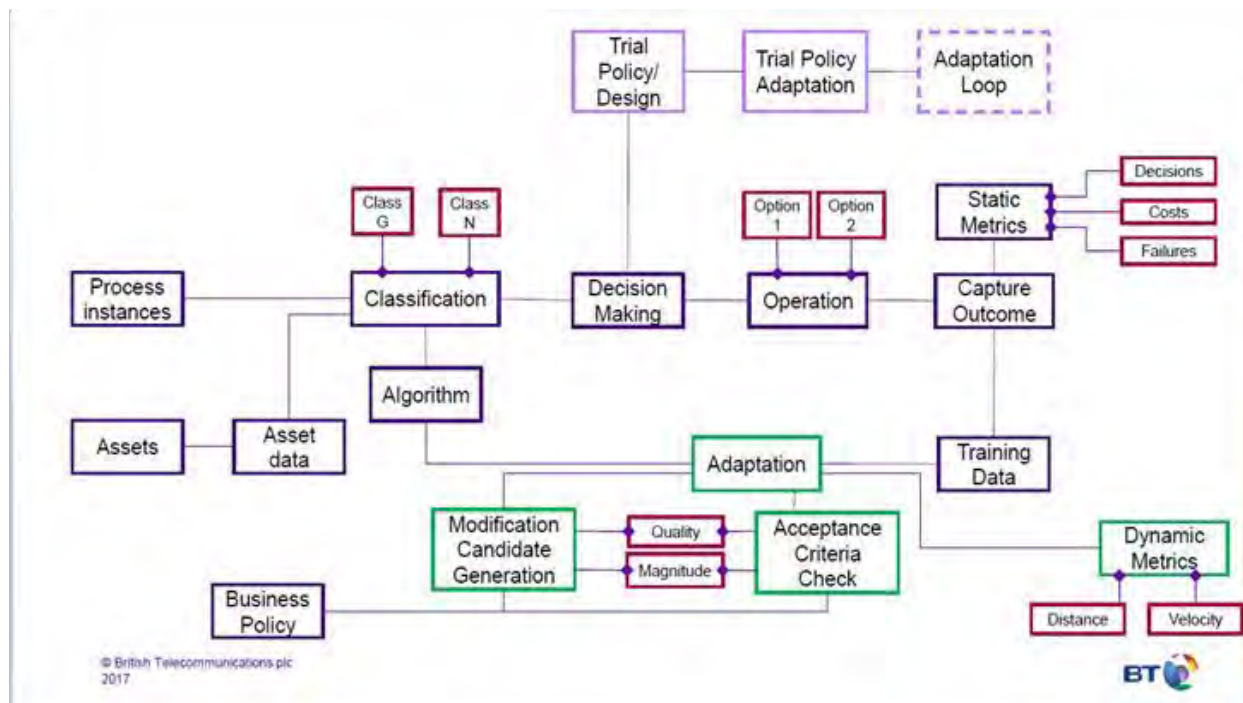 Trial
Policy/
Design
Trial Policy
Adaptation
Adaptation
Loop
Class
G
Class
N
Option
1
Option
2
Static
Metrics
Decisions
Costs
Failures
Process
instances
Classification
Decision
Making
Operation
Capture
Outcome
Algorithm
Assets
Asset
data
Adaptation
Training
Data
Modification
Candidate
Generation
Quality
Magnitude
Acceptance
Criteria
Check
Dynamic
Metrics
Business
Policy
Distance
Velocity
© British Telecommunications plc
2017
BT